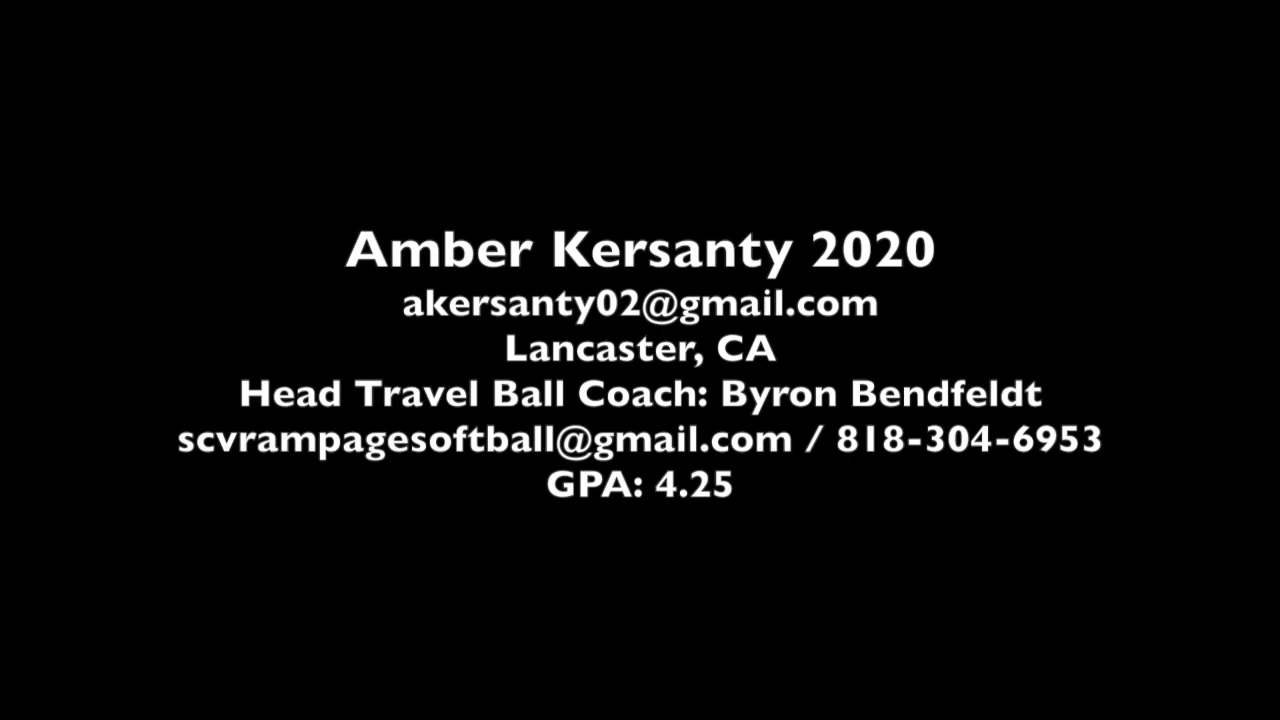 Amber Kersanty 2020
akersanty02@gmail.com
Lancaster, CA
Head Travel Ball Coach: Byron Bendfeldt
scvrampagesoftball@gmail.com / 818-304-6953
GPA: 4.25